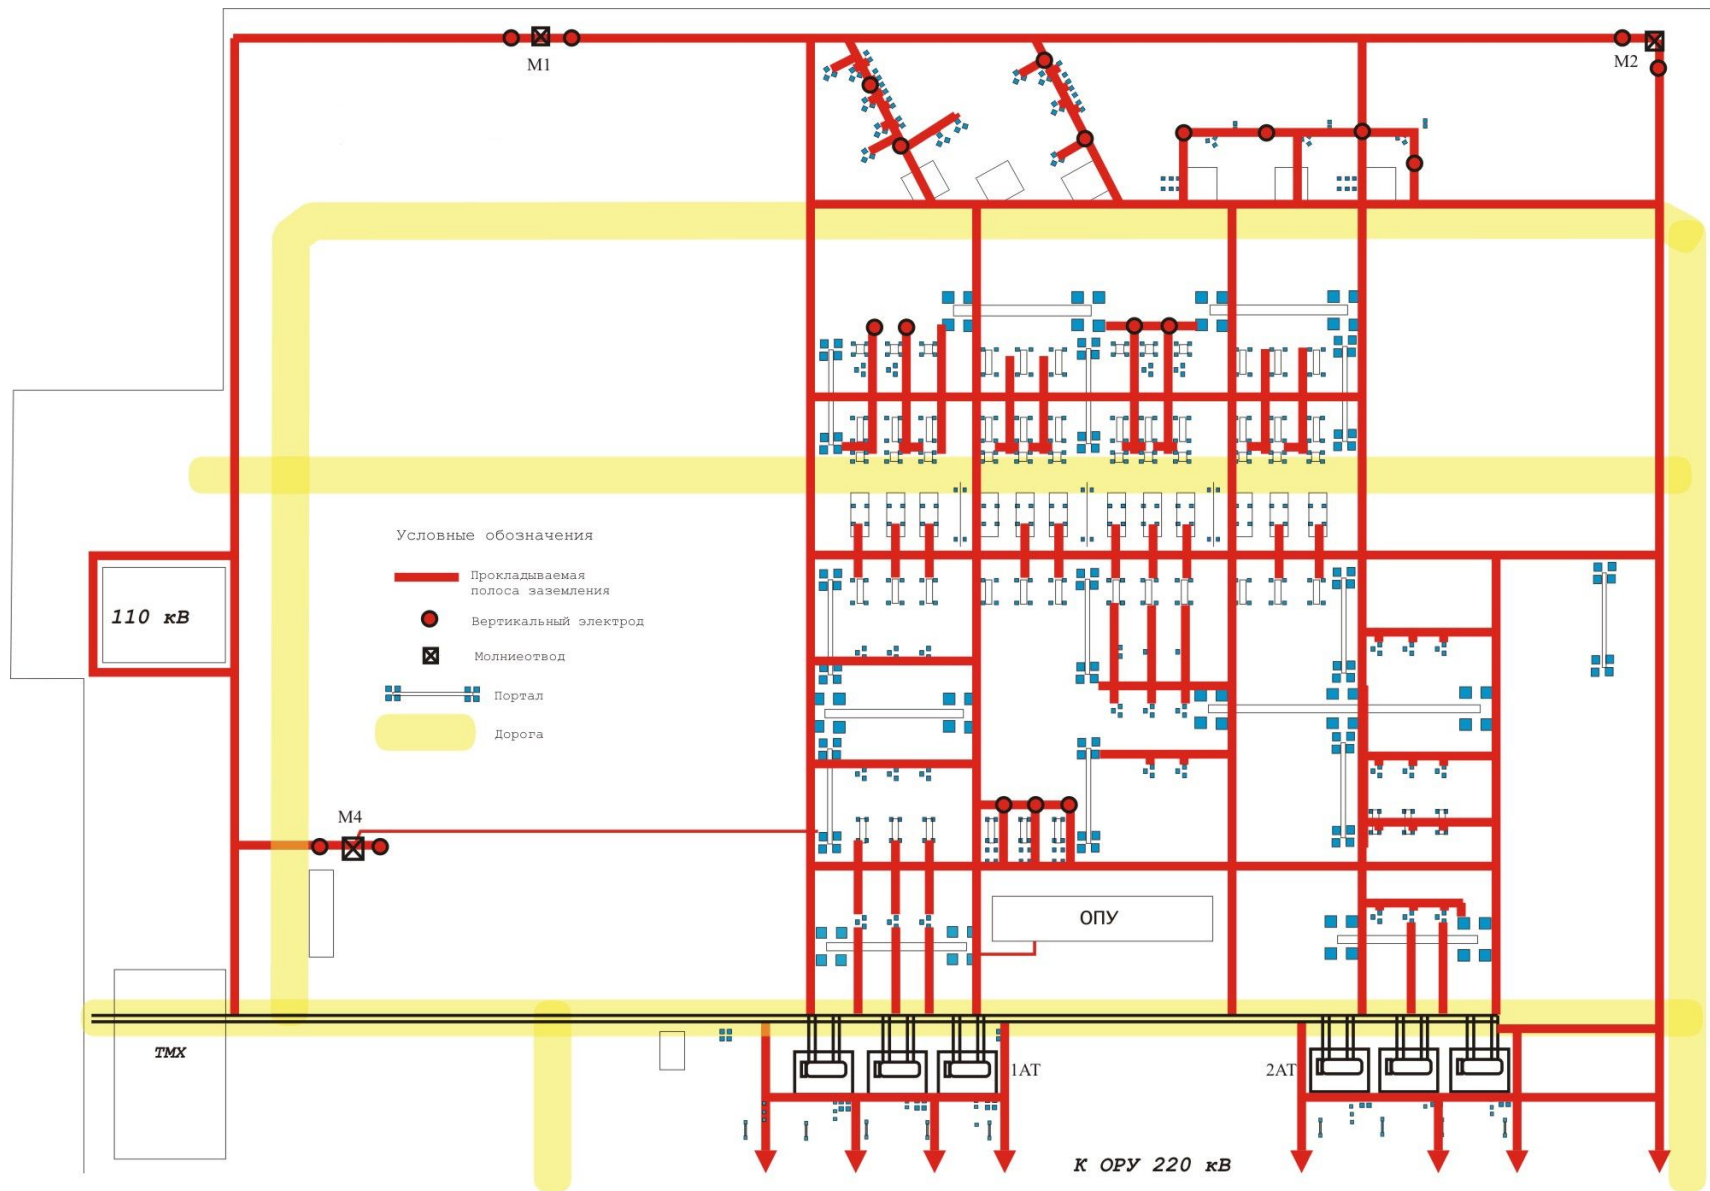 М1
М2
Условные обозначения
Прокладываемая
полоса заземления
Вертикальный электрод
Молниеотвод
Портал
Дорога
110 кВ
М4
ОПУ
ТМХ
1АТ
2АТ
К ОРУ 220 кВ